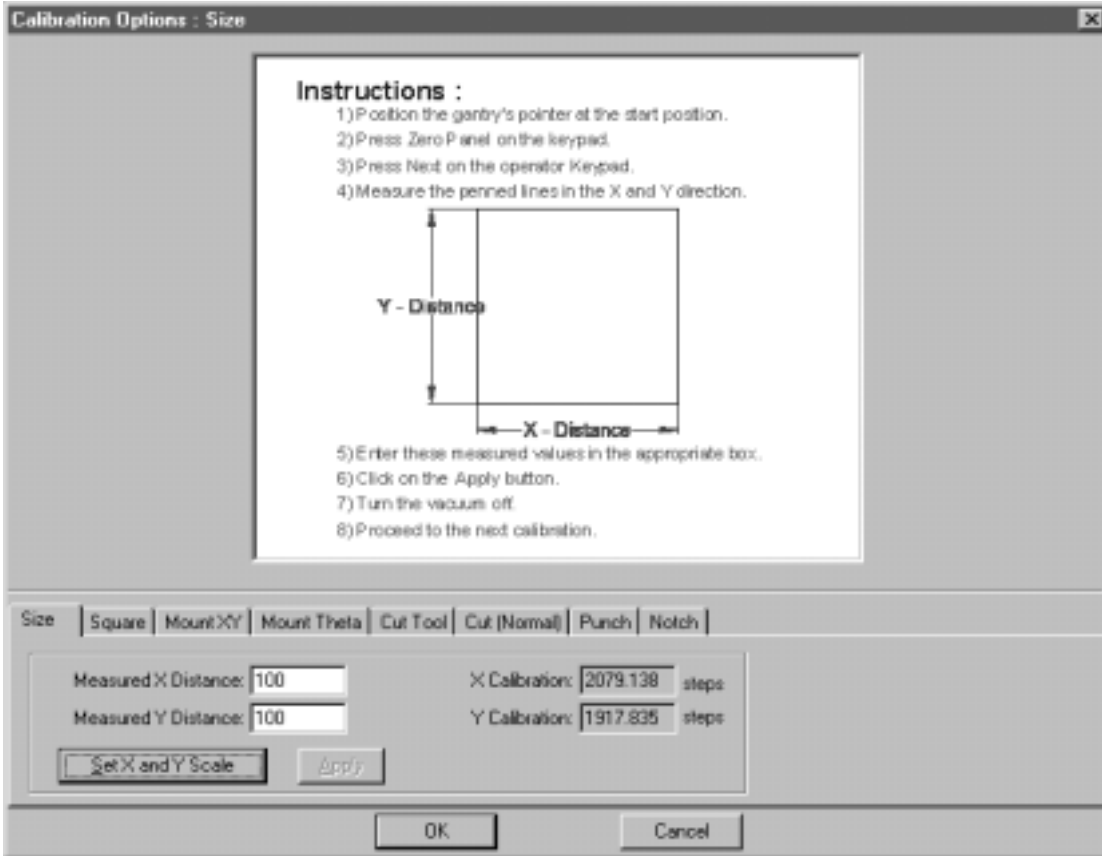 Calibration Options : Size
Instructions :
1) Position the gantry's pointer at the start position.
2) Press Zero Panel on the keypad.
3) Press Next on the operator Keypad.
4) Measure the penned lines in the X and Y direction.
Y - Distance
X - Distance
5) Enter these measured values in the appropriate box.
6) Click on the Apply button.
7) Turn the vacuum off.
8) Proceed to the next calibration.
Size Square Mount XY Mount Theta Cut Tool Cut (Normal) Punch Notch
Measured X Distance: 100 X Calibration: 2079.138 steps
Measured Y Distance: 100 Y Calibration: 1917.835 steps
Set X and Y Scale Apply
OK Cancel